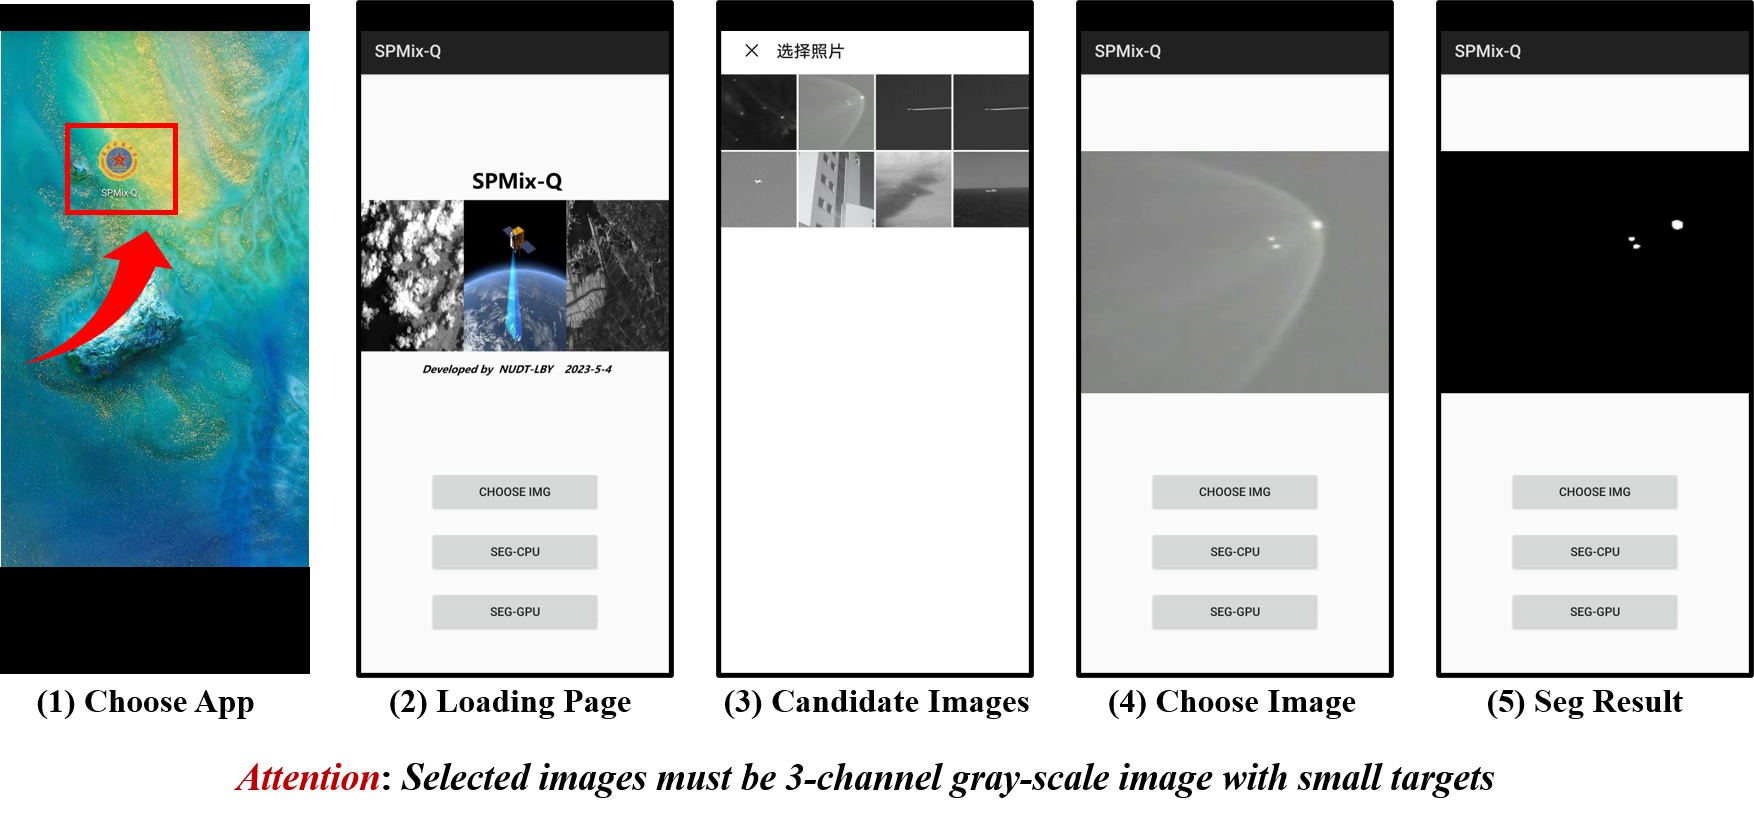 SPMix-Q
SPMix-Q
SPMix-Q
Developed by NUDT-LBY 2023-5-4
CHOOSE IMG
SEG-CPU
SEG-GPU
选择照片
SPMix-Q
CHOOSE IMG
SEG-CPU
SEG-GPU
SPMix-Q
CHOOSE IMG
SEG-CPU
SEG-GPU
(1) Choose App
(2) Loading Page
(3) Candidate Images
(4) Choose Image
(5) Seg Result
Attention: Selected images must be 3-channel gray-scale image with small targets